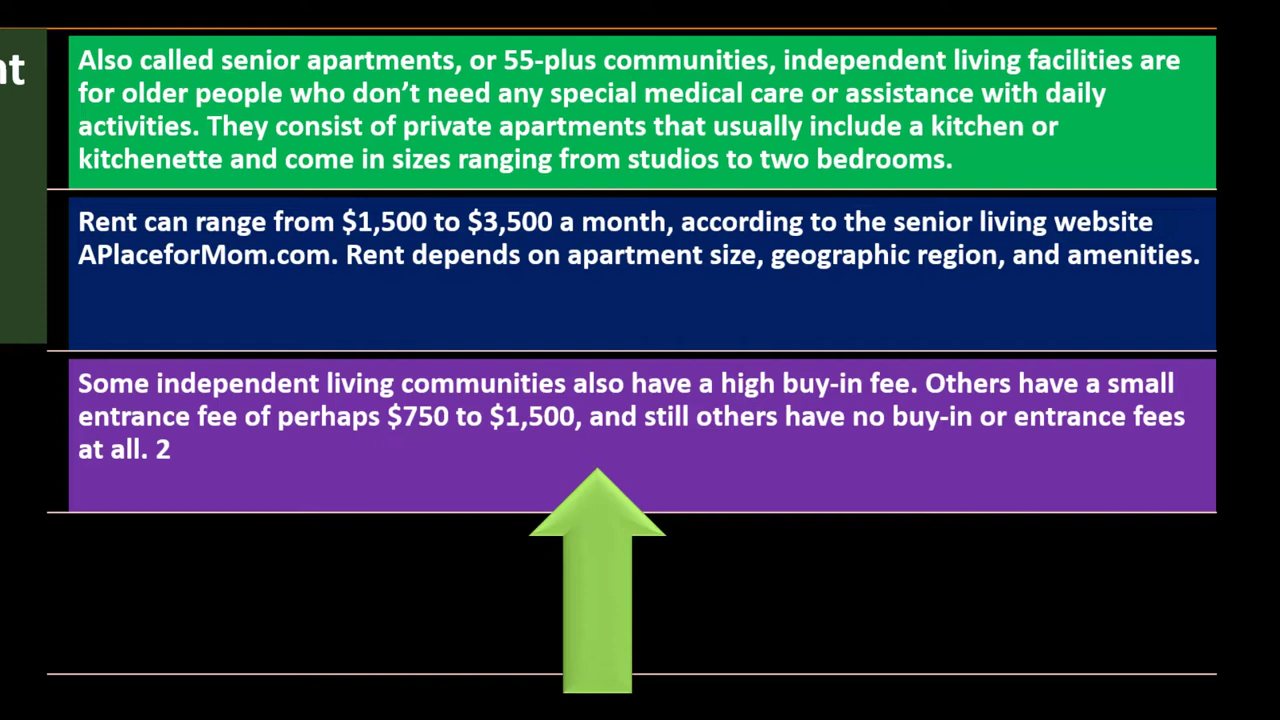 nt
Also called senior apartments, or 55-plus communities, independent living facilities are
for older people who don’t need any special medical care or assistance with daily
activities. They consist of private apartments that usually include a kitchen or
kitchenette and come in sizes ranging from studios to two bedrooms.
Rent can range from $1,500 to $3,500 a month, according to the senior living website
APlaceforMom.com. Rent depends on apartment size, geographic region, and amenities.
Some independent living communities also have a high buy-in fee. Others have a small
entrance fee of perhaps $750 to $1,500, and still others have no buy-in or entrance fees
at all. 2